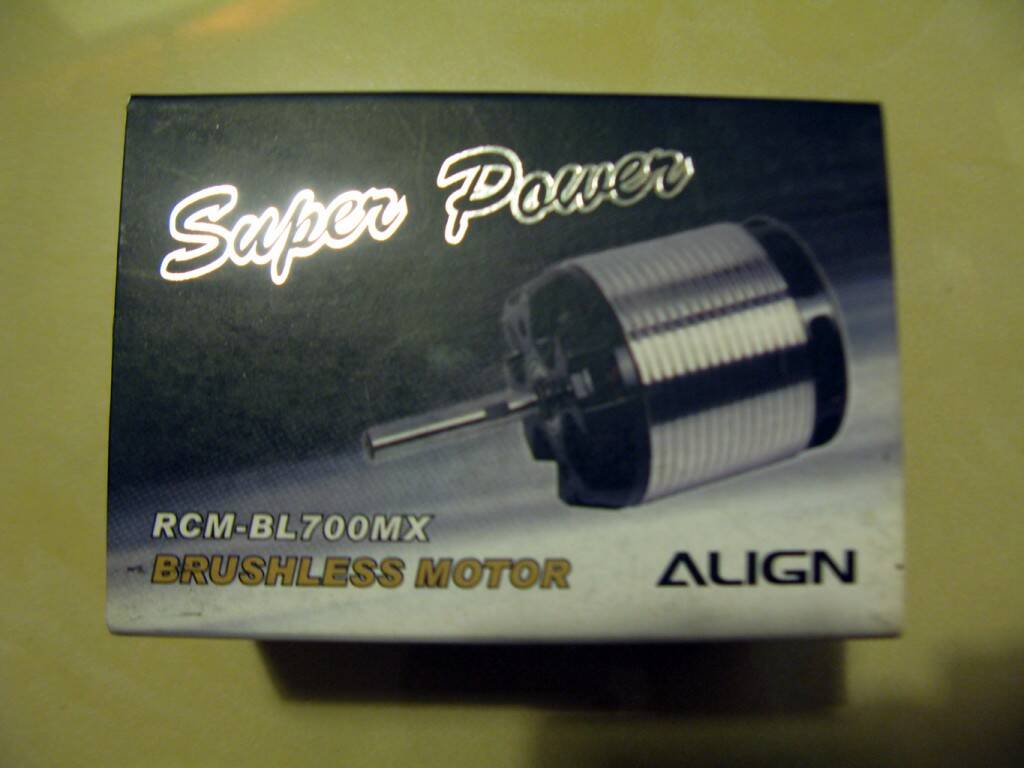 Super Power
RCM-BL700MX
BRUSHLESS MOTOR
ALIGN